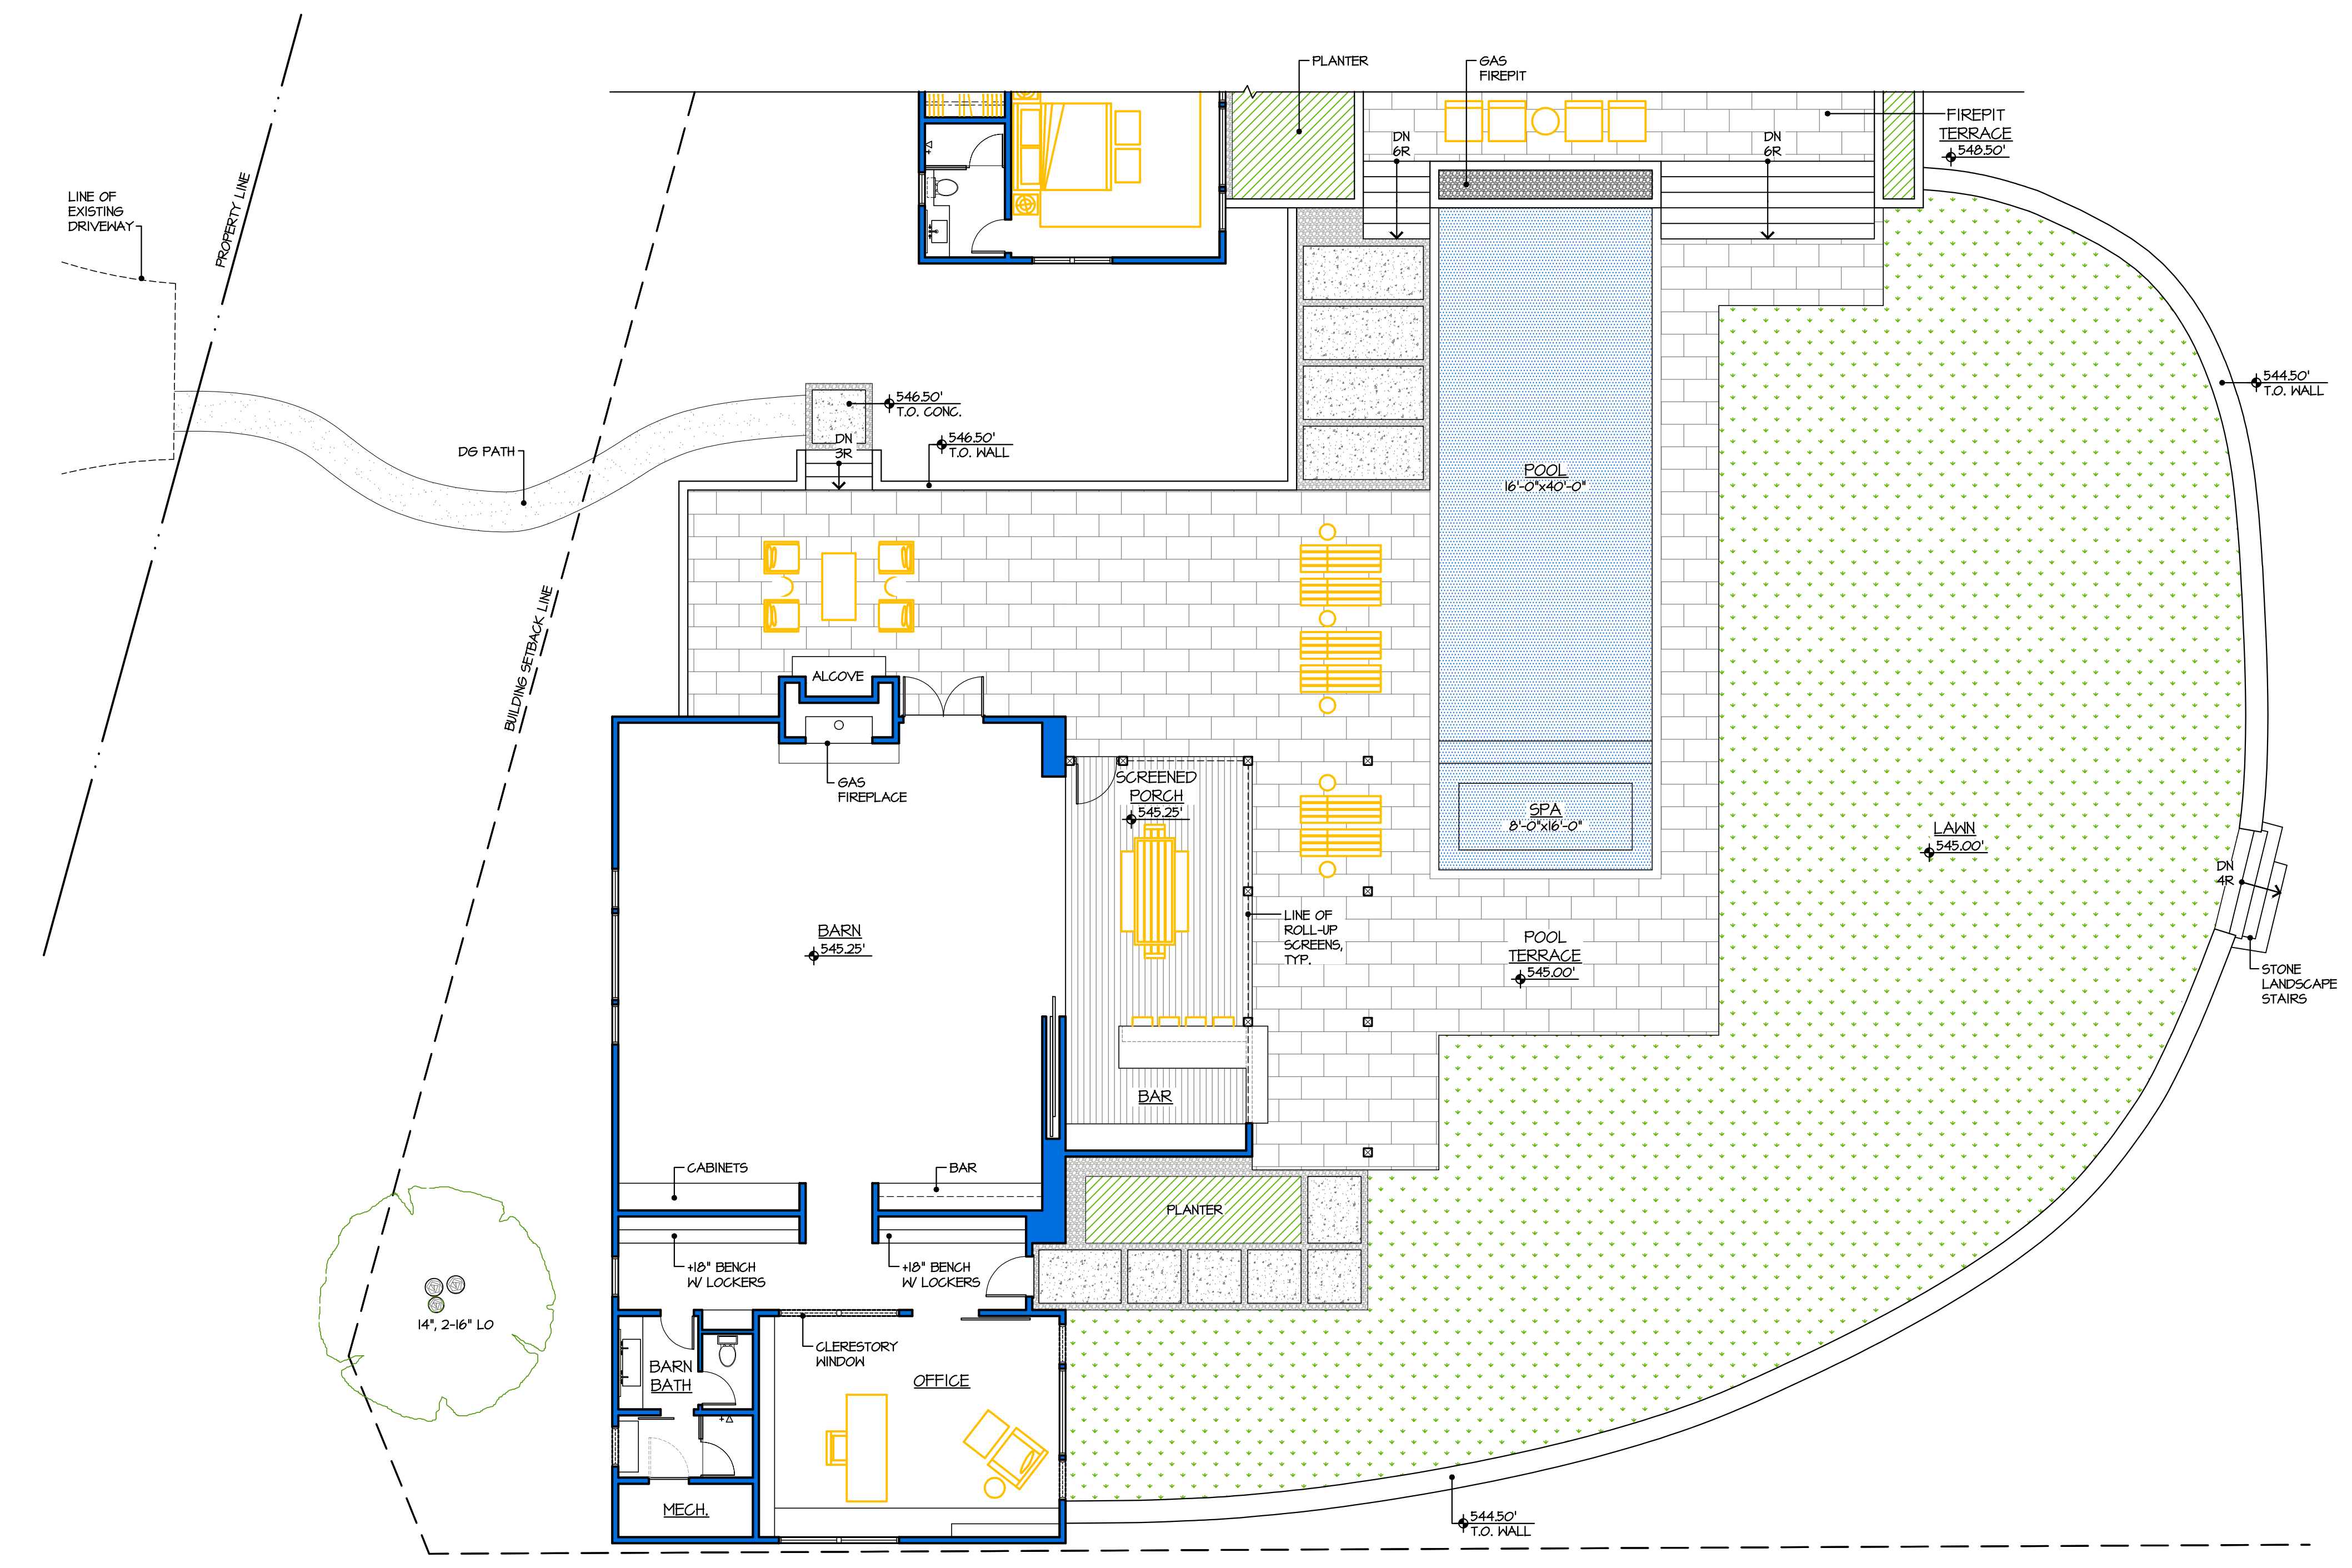 PLANTER
GAS
FIREPIT
FIREPIT
TERRACE
548.50'
DN
6R
DN
6R
LINE OF
EXISTING
DRIVEWAY
PROPERTY LINE
544.50'
T.O. WALL
546.50'
T.O. CONC.
DN
3R
546.50'
T.O. WALL
DG PATH
POOL
16'-0"x40'-0"
BUILDING SETBACK LINE
ALCOVE
GAS
FIREPLACE
SCREENED
PORCH
545.25'
SPA
8'-0"x16'-0"
LAWN
545.00'
DN
4R
BARN
545.25'
LINE OF
ROLL-UP
SCREENS,
TYP.
POOL
TERRACE
545.00'
STONE
LANDSCAPE
STAIRS
BAR
CABINETS
BAR
PLANTER
+18" BENCH
W/ LOCKERS
+18" BENCH
W/ LOCKERS
14", 2-16" LO
CLERESTORY
WINDOW
BARN
BATH
OFFICE
MECH.
544.50'
T.O. WALL